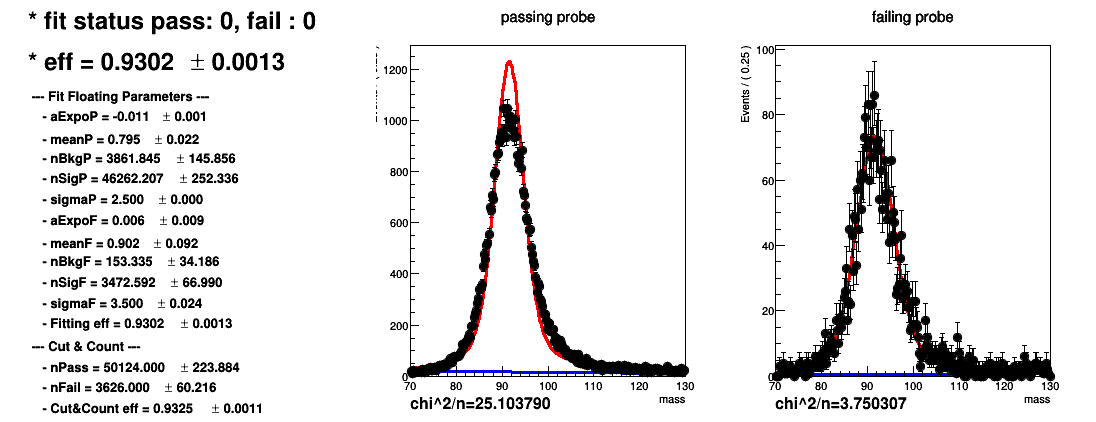 * fit status pass: 0, fail : 0
* eff = 0.9302 ± 0.0013
--- Fit Floating Parameters ---
- aExpoP = -0.011 ± 0.001
- meanP = 0.795 ± 0.022
- nBkgP = 3861.845 ± 145.856
- nSigP = 46262.207 ± 252.336
- sigmaP = 2.500 ± 0.000
- aExpoF = 0.006 ± 0.009
- meanF = 0.902 ± 0.092
- nBkgF = 153.335 ± 34.186
- nSigF = 3472.592 ± 66.990
- sigmaF = 3.500 ± 0.024
- Fitting eff = 0.9302 ± 0.0013
--- Cut & Count ---
- nPass = 50124.000 ± 223.884
- nFail = 3626.000 ± 60.216
- Cut&Count eff = 0.9325 ± 0.0011
passing probe
1200
1000
800
600
400
200
0
70 80 90 100 110 120 130
mass
chi^2/n=25.103790
failing probe
Events / ( 0.25 )
100
80
60
40
20
0
70 80 90 100 110 120 130
mass
chi^2/n=3.750307